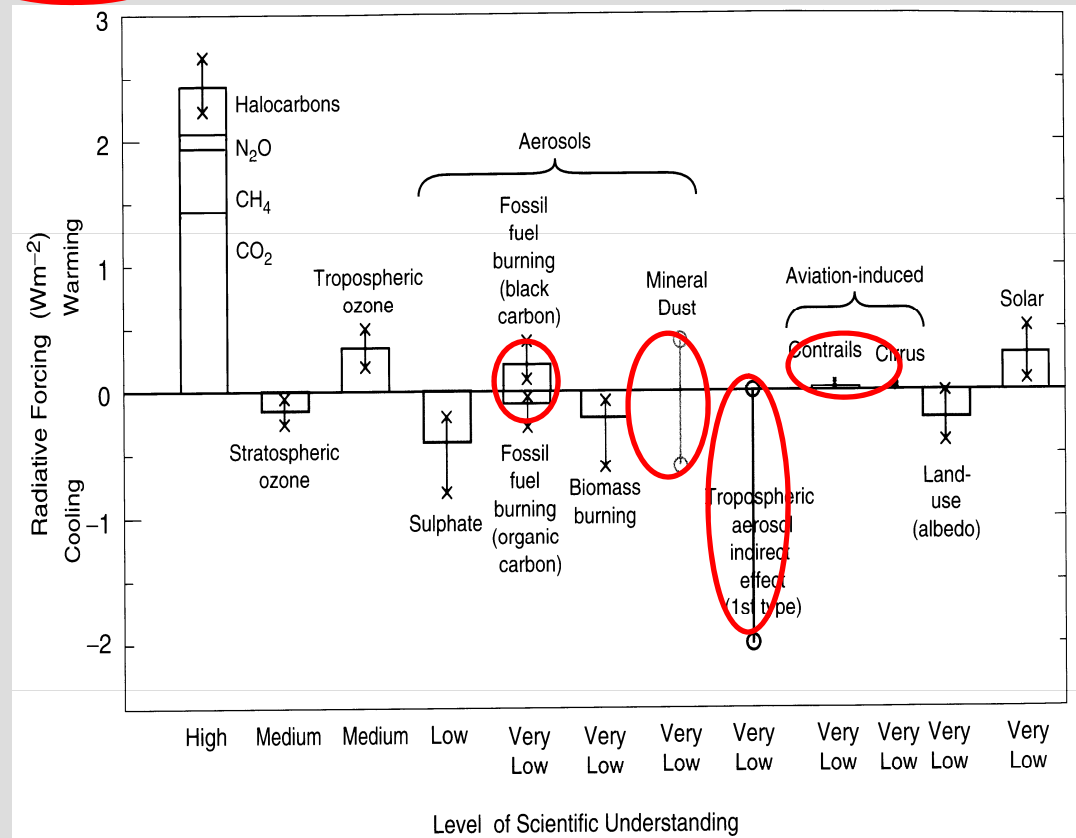 3
2
1
0
−1
−2
Radiative Forcing (Wm−2)
Cooling Warming
Halocarbons
N2O
CH4
CO2
Stratospheric
ozone
Tropospheric
ozone
Aerosols
Sulphate
Fossil
fuel
burning
(black
carbon)
Fossil
fuel
burning
(organic
carbon)
Biomass
burning
Mineral
Dust
Tropospheric
aerosol
indirect
effect
(1st type)
Aviation-induced
Contrails Cirrus
Land-
use
(albedo)
Solar
High Medium Medium Low Very Very Very Very Very Very Very Very
Low Low Low Low Low Low Low Low
Level of Scientific Understanding